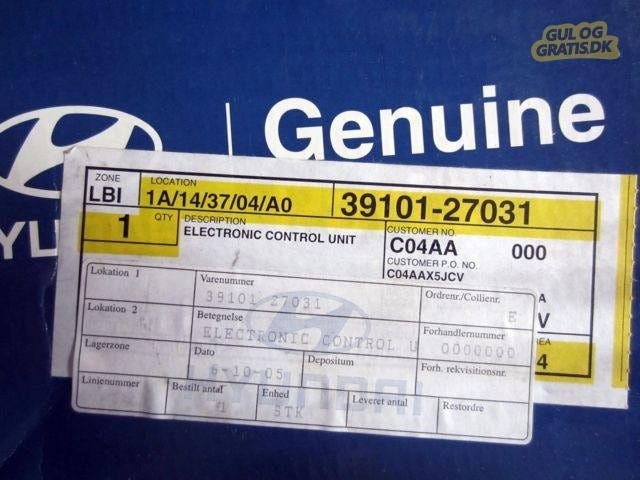 GUL OG
GRATIS.DK
Genuine
ZONE
LBI
LOCATION
1A/14/37/04/A0
39101-27031
1
QTY
DESCRIPTION
ELECTRONIC CONTROL UNIT
CUSTOMER NO.
C04AA 000
CUSTOMER P.O. NO.
C04AAX5JCV
A
V
4
Lokation 1
Varenummer
39101 27031
Ordrenr./Collienr.
E
Lokation 2
Betegnelse
ELECTRONIC CONTROL U
Forhandlernummer
0000000
Lagerzone
Dato
6-10-05
Depositum
Forh. rekvisitionsnr.
Linienummer
Bestilt antal
1
Enhed
STK
Leveret antal
Restordre
HYUNDAI